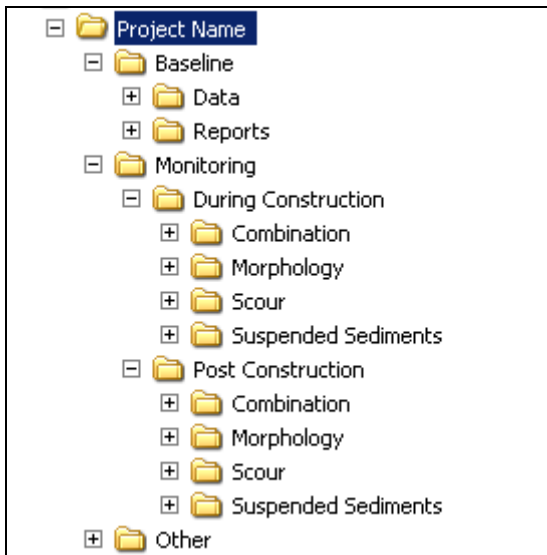 Project Name
Baseline
Data
Reports
Monitoring
During Construction
Combination
Morphology
Scour
Suspended Sediments
Post Construction
Combination
Morphology
Scour
Suspended Sediments
Other